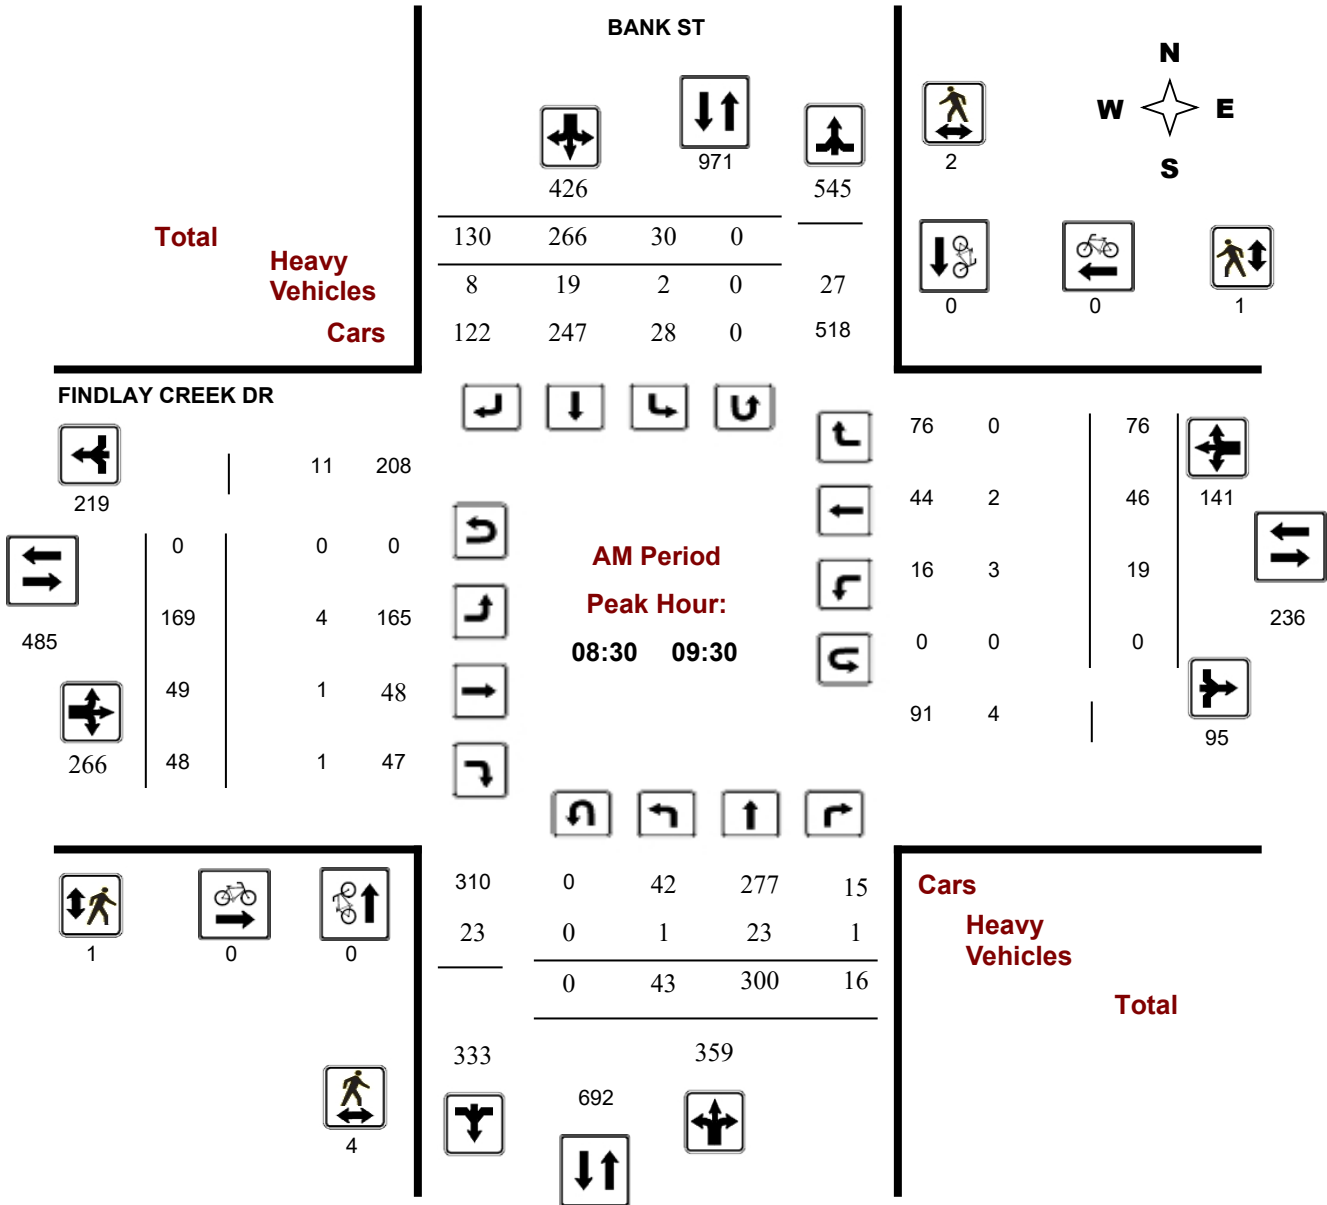 BANK ST
N
W E
S
971
2
426
545
Total
130 266 30 0
Heavy
Vehicles
8 19 2 0 27
0 0 1
Cars
122 247 28 0 518
FINDLAY CREEK DR
76 0 76
11 208
219
44 2 46 141
0 0 0
AM Period
16 3 19
Peak Hour:
169 4 165
236
485
08:30 09:30
0 0 0
49 1 48
91 4
95
266 48 1 47
310 0 42 277 15
Cars
23 0 1 23 1
Heavy
Vehicles
1 0 0
0 43 300 16
Total
333 359
692
4